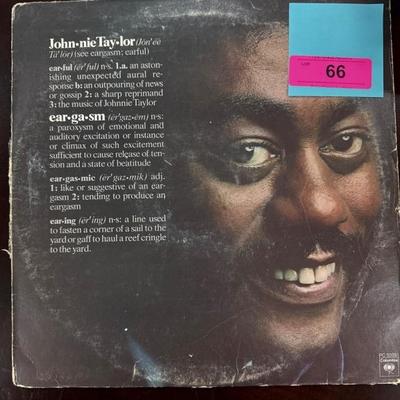 John•nie Tay•lor (Jŏn'ēē
Tā'lōr) (see eargasm; earful)
ear•ful (ēr'ful) n-s. 1.a. an aston-
ishing unexpected aural re-
sponse b: an outpouring of news
or gossip 2: a sharp reprimand
3: the music of Johnnie Taylor
ear•ga•sm (ēr'gaz•ĕm) n-s:
a paroxysm of emotional and
auditory excitation or instance
or climax of such excitement
sufficient to cause release of ten-
sion and a state of beatitude
ear•gas•mic (ēr'gaz•mik) adj.
1: like or suggestive of an ear-
gasm 2: tending to produce an
eargasm
ear•ing (ēr'ing) n-s: a line used
to fasten a corner of a sail to the
yard or gaff to haul a reef cringle
to the yard.
LOT
66
PC
Columbia